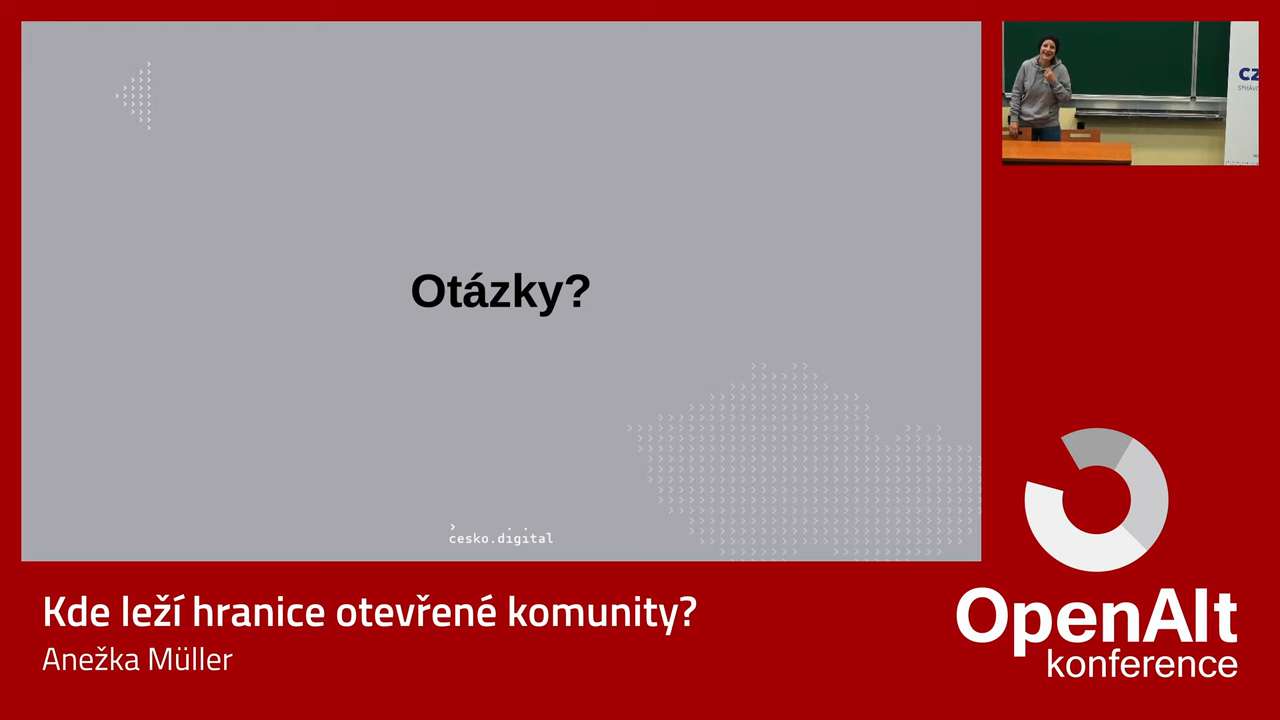 Otázky?
cesko.digital
Kde leží hranice otevřené komunity?
Anežka Müller
OpenAlt
konference